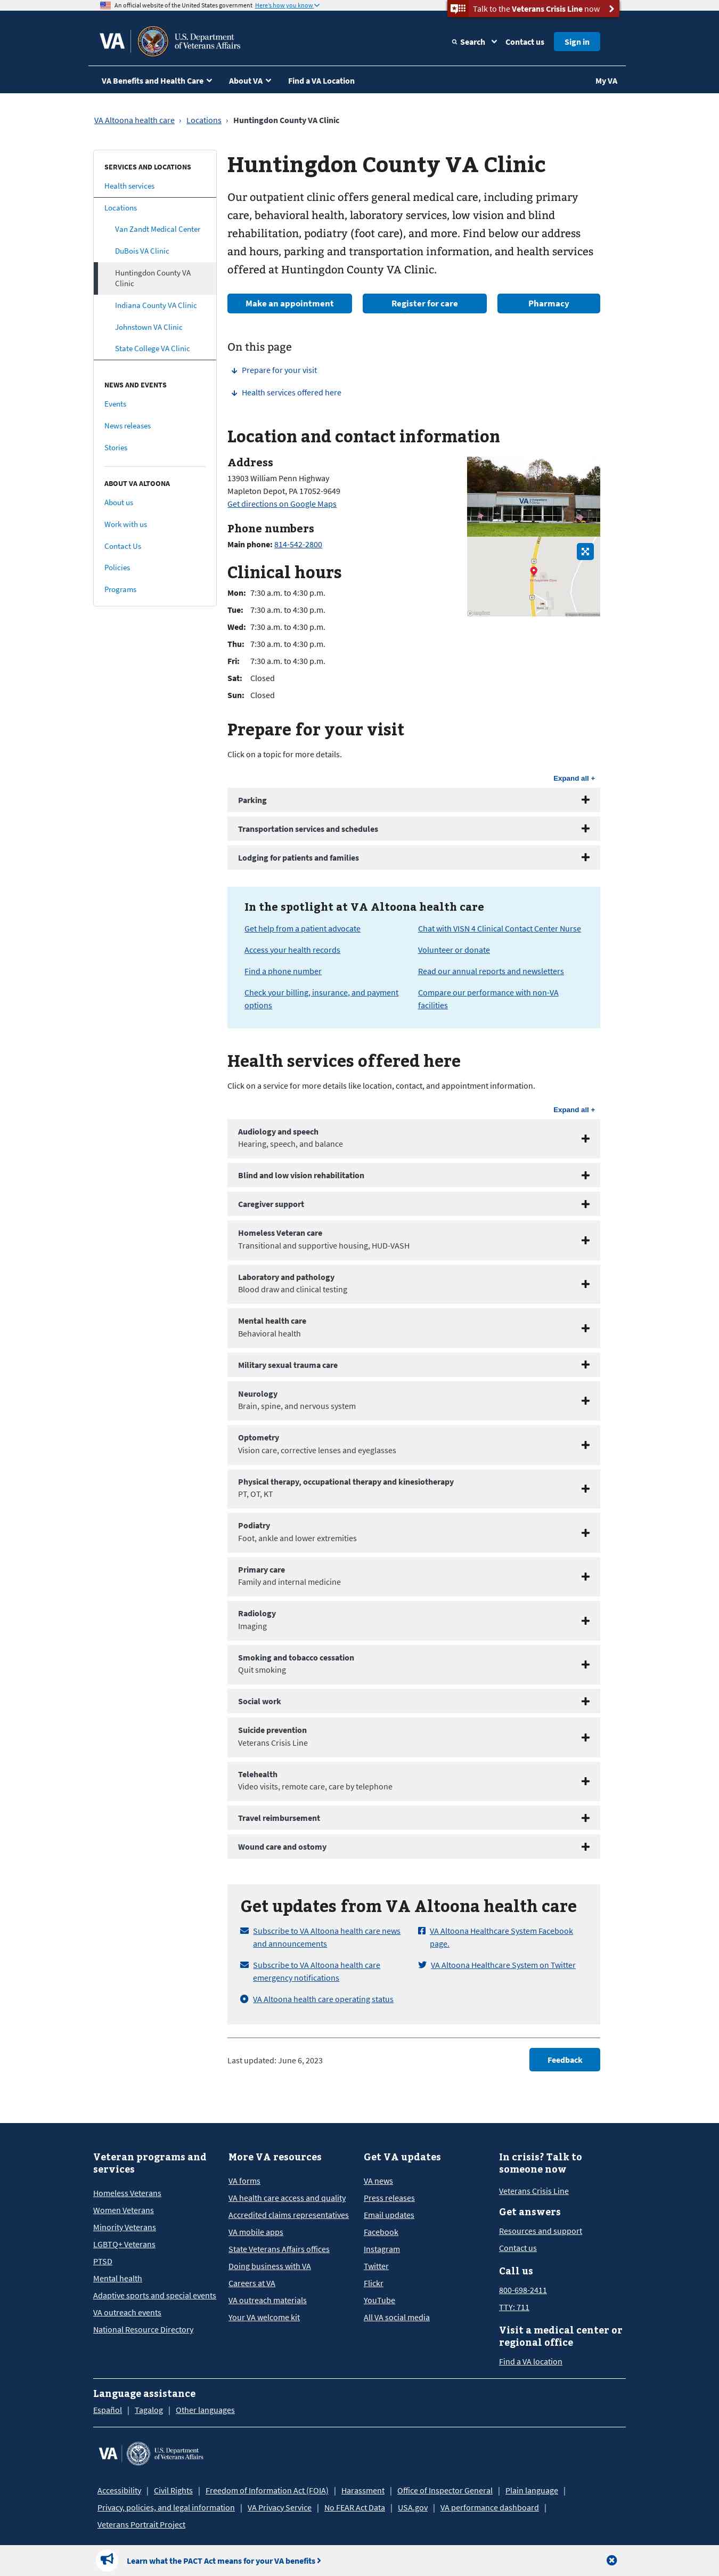 An official website of the United States government Here's how you know
Talk to the Veterans Crisis Line now
VA
U.S. Department
of Veterans Affairs
Search
Contact us
Sign in
VA Benefits and Health Care
About VA
Find a VA Location
My VA
VA Altoona health care › Locations › Huntingdon County VA Clinic
SERVICES AND LOCATIONS
Health services
Locations
Van Zandt Medical Center
DuBois VA Clinic
Huntingdon County VA
Clinic
Indiana County VA Clinic
Johnstown VA Clinic
State College VA Clinic
NEWS AND EVENTS
Events
News releases
Stories
ABOUT VA ALTOONA
About us
Work with us
Contact Us
Policies
Programs
Huntingdon County VA Clinic
Our outpatient clinic offers general medical care, including primary
care, behavioral health, laboratory services, low vision and blind
rehabilitation, podiatry (foot care), and more. Find below our address
and hours, parking and transportation information, and health services
offered at Huntingdon County VA Clinic.
Make an appointment
Register for care
Pharmacy
On this page
Prepare for your visit
Health services offered here
Location and contact information
Address
13903 William Penn Highway
Mapleton Depot, PA 17052-9649
Get directions on Google Maps
Phone numbers
Main phone: 814-542-2800
mapbox
Clinical hours
Mon: 7:30 a.m. to 4:30 p.m.
Tue: 7:30 a.m. to 4:30 p.m.
Wed: 7:30 a.m. to 4:30 p.m.
Thu: 7:30 a.m. to 4:30 p.m.
Fri: 7:30 a.m. to 4:30 p.m.
Sat: Closed
Sun: Closed
Prepare for your visit
Click on a topic for more details.
Expand all +
Parking
Transportation services and schedules
Lodging for patients and families
In the spotlight at VA Altoona health care
Get help from a patient advocate
Access your health records
Find a phone number
Check your billing, insurance, and payment
options
Chat with VISN 4 Clinical Contact Center Nurse
Volunteer or donate
Read our annual reports and newsletters
Compare our performance with non-VA
facilities
Health services offered here
Click on a service for more details like location, contact, and appointment information.
Expand all +
Audiology and speech
Hearing, speech, and balance
Blind and low vision rehabilitation
Caregiver support
Homeless Veteran care
Transitional and supportive housing, HUD-VASH
Laboratory and pathology
Blood draw and clinical testing
Mental health care
Behavioral health
Military sexual trauma care
Neurology
Brain, spine, and nervous system
Optometry
Vision care, corrective lenses and eyeglasses
Physical therapy, occupational therapy and kinesiotherapy
PT, OT, KT
Podiatry
Foot, ankle and lower extremities
Primary care
Family and internal medicine
Radiology
Imaging
Smoking and tobacco cessation
Quit smoking
Social work
Suicide prevention
Veterans Crisis Line
Telehealth
Video visits, remote care, care by telephone
Travel reimbursement
Wound care and ostomy
Get updates from VA Altoona health care
Subscribe to VA Altoona health care news
and announcements
Subscribe to VA Altoona health care
emergency notifications
VA Altoona health care operating status
VA Altoona Healthcare System Facebook
page.
VA Altoona Healthcare System on Twitter
Last updated: June 6, 2023
Feedback
Veteran programs and
services
Homeless Veterans
Women Veterans
Minority Veterans
LGBTQ+ Veterans
PTSD
Mental health
Adaptive sports and special events
VA outreach events
National Resource Directory
More VA resources
VA forms
VA health care access and quality
Accredited claims representatives
VA mobile apps
State Veterans Affairs offices
Doing business with VA
Careers at VA
VA outreach materials
Your VA welcome kit
Get VA updates
VA news
Press releases
Email updates
Facebook
Instagram
Twitter
Flickr
YouTube
All VA social media
In crisis? Talk to
someone now
Veterans Crisis Line
Get answers
Resources and support
Contact us
Call us
800-698-2411
TTY: 711
Visit a medical center or
regional office
Find a VA location
Language assistance
Español | Tagalog | Other languages
VA
U.S. Department
of Veterans Affairs
Accessibility | Civil Rights | Freedom of Information Act (FOIA) | Harassment | Office of Inspector General | Plain language |
Privacy, policies, and legal information | VA Privacy Service | No FEAR Act Data | USA.gov | VA performance dashboard |
Veterans Portrait Project
Learn what the PACT Act means for your VA benefits